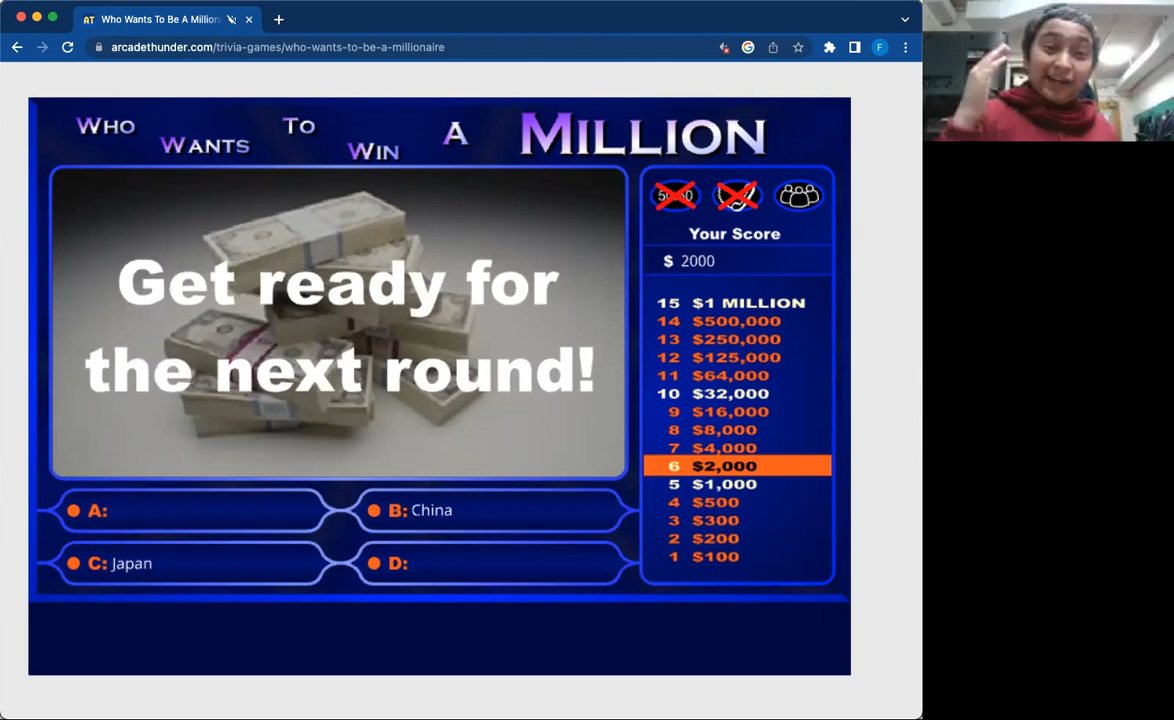 Who Wants To Be A Million
arcadethunder.com/trivia-games/who-wants-to-be-a-millionaire
F
WHO WANTS TO WIN A MILLION
Get ready for
the next round!
50:50
Your Score
$ 2000
15 $1 MILLION
14 $500,000
13 $250,000
12 $125,000
11 $64,000
10 $32,000
9 $16,000
8 $8,000
7 $4,000
6 $2,000
5 $1,000
4 $500
3 $300
2 $200
1 $100
A:
B: China
C: Japan
D: